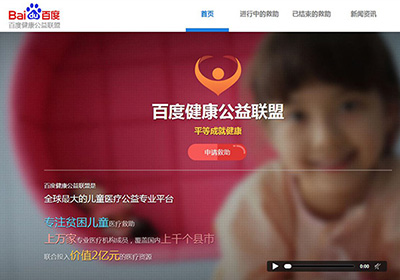 Bai 百度
百度健康公益联盟
首页 进行中的救助 已结束的救助 新闻资讯
百度健康公益联盟
平等成就健康
申请救助
百度健康公益联盟是
全球最大的儿童医疗公益专业平台
专注贫困儿童医疗救助
上万家专业医疗机构成员，覆盖国内上千个县市
联合投入价值2亿元的医疗资源
0:00